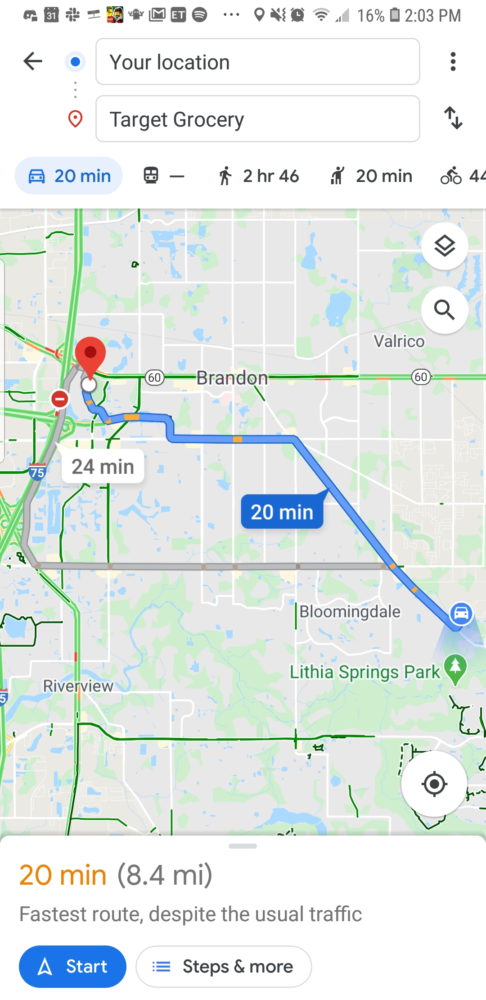 31
ET
16% 2:03 PM
Your location
Target Grocery
20 min
—
2 hr 46
20 min
44
Valrico
60
Brandon
60
24 min
75
20 min
Bloomingdale
Lithia Springs Park
Riverview
5
20 min (8.4 mi)
Fastest route, despite the usual traffic
Start
Steps & more